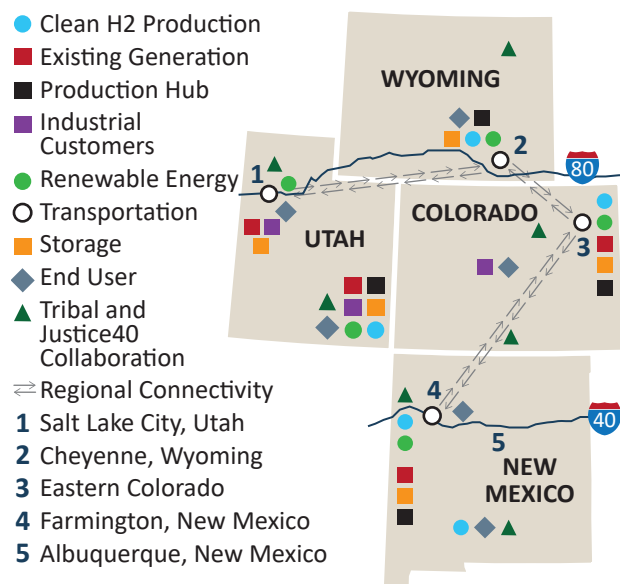 Clean H2 Production
Existing Generation
Production Hub
Industrial
Customers
Renewable Energy
Transportation
Storage
End User
Tribal and
Justice40
Collaboration
Regional Connectivity
1 Salt Lake City, Utah
2 Cheyenne, Wyoming
3 Eastern Colorado
4 Farmington, New Mexico
5 Albuquerque, New Mexico
WYOMING
2
80
1
UTAH
COLORADO
3
4
40
5
NEW
MEXICO